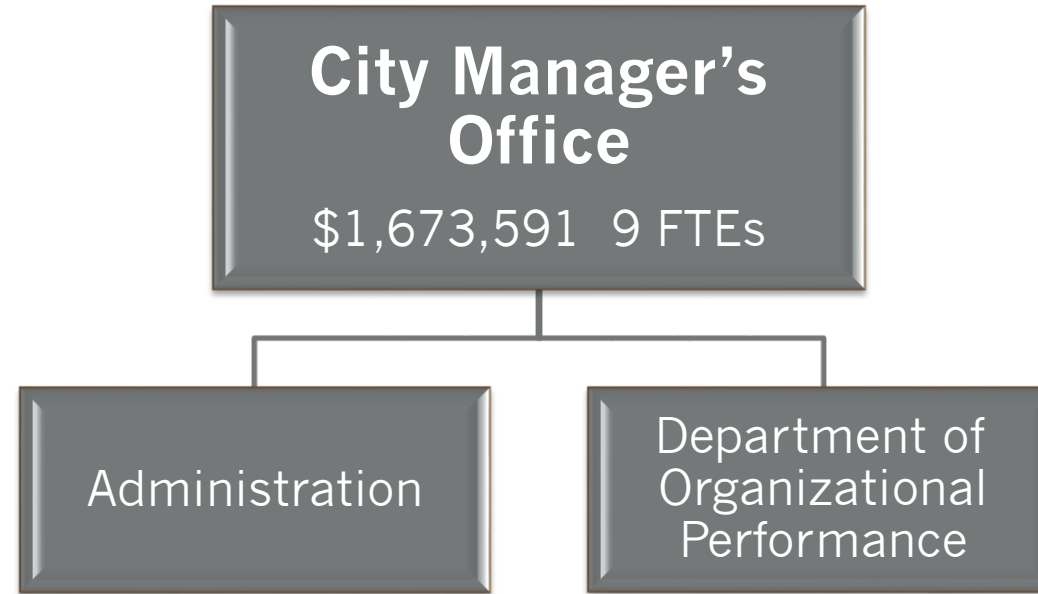 City Manager’s
Office
$1,673,591 9 FTEs
Administration
Department of
Organizational
Performance